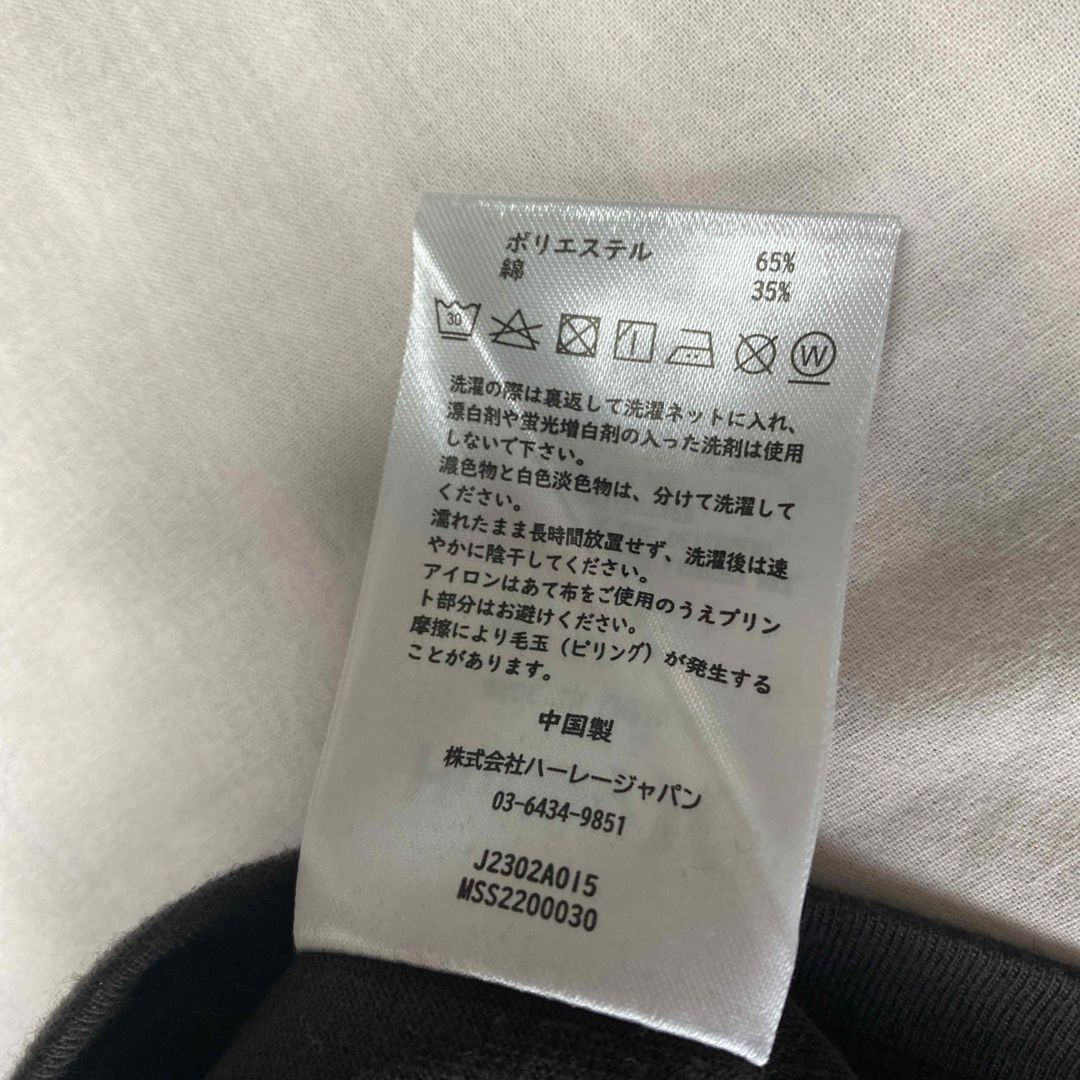 ポリエステル 65%
綿 35%
30 W
洗濯の際は裏返して洗濯ネットに入れ、
漂白剤や蛍光増白剤の入った洗剤は使用
しないで下さい。
濃色物と白色淡色物は、分けて洗濯して
ください。
濡れたまま長時間放置せず、洗濯後は速
やかに陰干してください。
アイロンはあて布をご使用のうえプリン
ト部分はお避けください。
摩擦により毛玉（ピリング）が発生する
ことがあります。
中国製
株式会社ハーレージャパン
03-6434-9851
J2302A015
MSS2200030